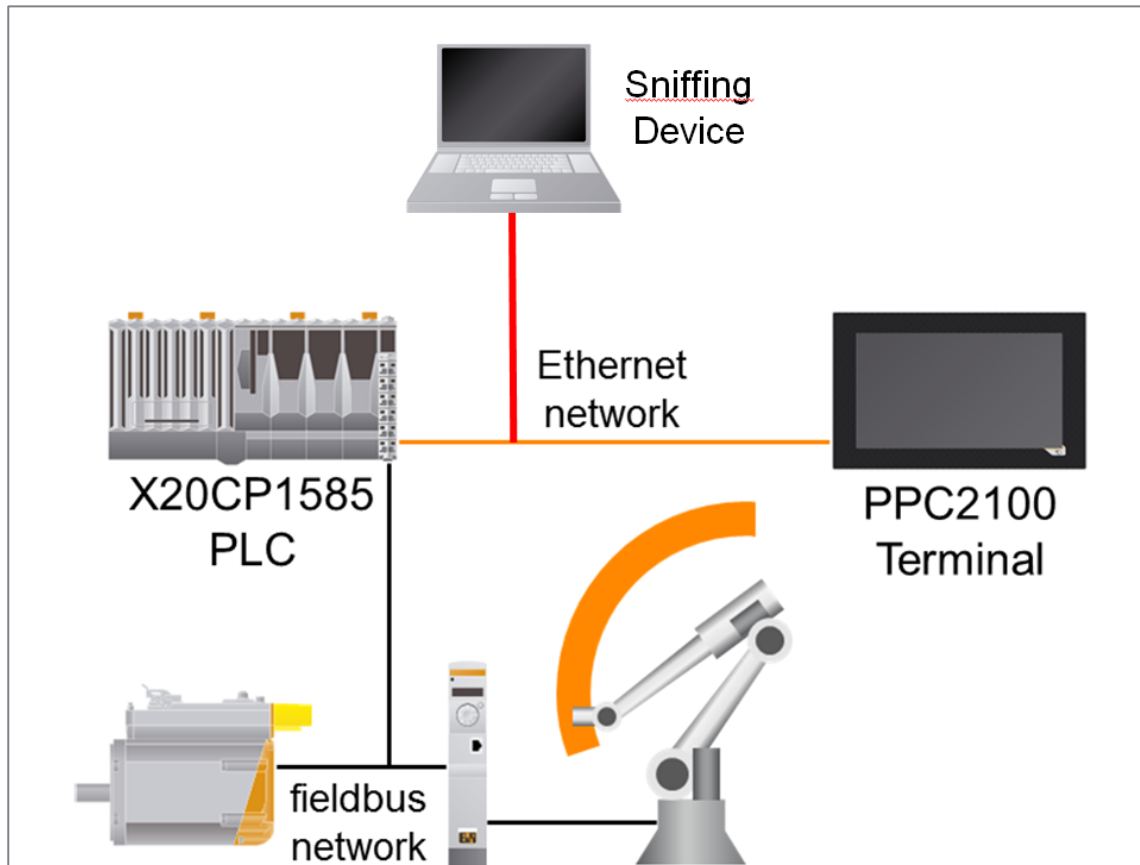 Sniffing
Device
Ethernet
network
X20CP1585
PLC
PPC2100
Terminal
fieldbus
network